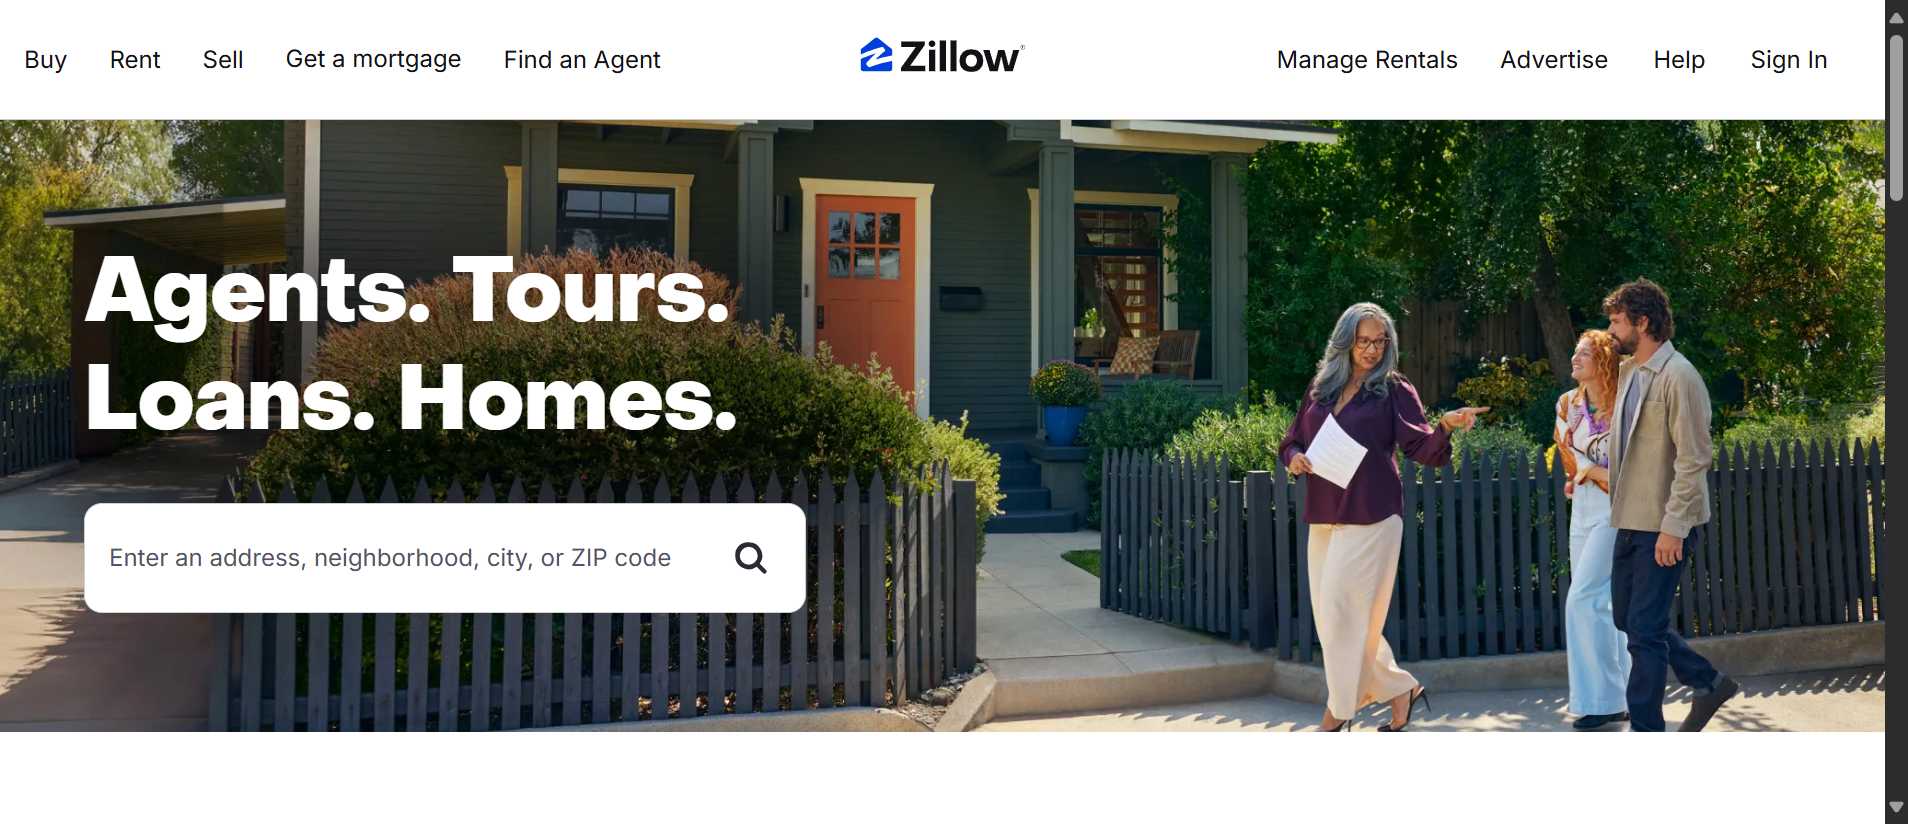 Buy
Rent
Sell
Get a mortgage
Find an Agent
Zillow®
Manage Rentals
Advertise
Help
Sign In
Agents. Tours.
Loans. Homes.
Enter an address, neighborhood, city, or ZIP code